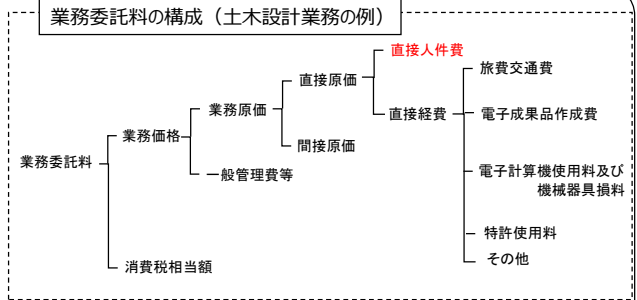 業務委託料の構成（土木設計業務の例）
直接人件費
旅費交通費
直接原価
業務原価
直接経費
電子成果品作成費
業務価格
間接原価
業務委託料
一般管理費等
電子計算機使用料及び
機械器具損料
特許使用料
その他
消費税相当額